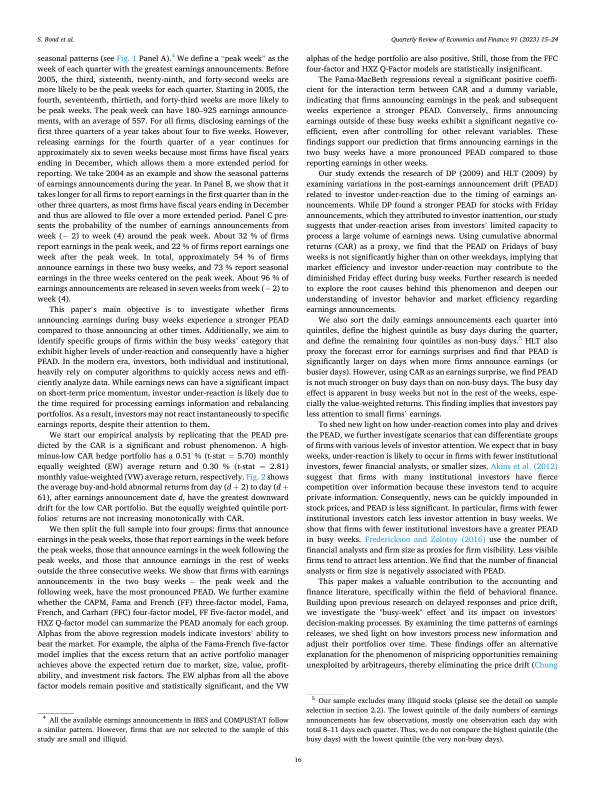 S. Bond et al.
Quarterly Review of Economics and Finance 91 (2023) 15–24
seasonal patterns (see Fig. 1 Panel A).4 We define a "peak week" as the
week of each quarter with the greatest earnings announcements. Before
2005, the third, sixteenth, twenty-ninth, and forty-second weeks are
more likely to be the peak weeks for each quarter. Starting in 2005, the
fourth, seventeenth, thirtieth, and forty-third weeks are more likely to
be the peak weeks. The peak week can have 180–925 earnings announce-
ments, with an average of 557. For all firms, disclosing earnings of the
first three quarters of a year takes about four to five weeks. However,
releasing earnings for the fourth quarter of a year continues for
approximately six to seven weeks because most firms have fiscal years
ending in December, which allows them a more extended period for
reporting. We take 2004 as an example and show the seasonal patterns
of earnings announcements during the year. In Panel B, we show that it
takes longer for all firms to report earnings in the first quarter than in the
other three quarters, as most firms have fiscal years ending in December
and thus are allowed to file over a more extended period. Panel C pre-
sents the probability of the number of earnings announcements from
week (− 2) to week (4) around the peak week. About 32 % of firms
report earnings in the peak week, and 22 % of firm reports earnings one
week after the peak week. In total, approximately 54 % of firms
announce earnings in these two busy weeks, and 73 % report seasonal
earnings in the three weeks centered on the peak week. About 96 % of
earnings announcements are released in seven weeks from week (− 2) to
week (4).
This paper's main objective is to investigate whether firms
announcing earnings during busy weeks experience a stronger PEAD
compared to those announcing at other times. Additionally, we aim to
identify specific groups of firms within the busy weeks' category that
exhibit higher levels of under-reaction and consequently have a higher
PEAD. In the modern era, investors, both individual and institutional,
heavily rely on computer algorithms to quickly access news and effi-
ciently analyze data. While earnings news can have a significant impact
on short-term price momentum, investor under-reaction is likely due to
the time required for processing earnings information and rebalancing
portfolios. As a result, investors may not react instantaneously to specific
earnings reports, despite their attention to them.
We start our empirical analysis by replicating that the PEAD pre-
dicted by the CAR is a significant and robust phenomenon. A high-
minus-low CAR hedge portfolio has a 0.51 % (t-stat = 5.70) monthly
equally weighted (EW) average return and 0.30 % (t-stat = 2.81)
monthly value-weighted (VW) average return, respectively. Fig. 2 shows
the average buy-and-hold abnormal returns from day (d + 2) to day (d +
61), after earnings announcement date d, have the greatest downward
drift for the low CAR portfolio. But the equally weighted quintile port-
folios' returns are not increasing monotonically with CAR.
We then split the full sample into four groups: firms that announce
earnings in the peak weeks, those that report earnings in the week before
the peak weeks, those that announce earnings in the week following the
peak weeks, and those that announce earnings in the rest of weeks
outside the three consecutive weeks. We show that firms with earnings
announcements in the two busy weeks – the peak week and the
following week, have the most pronounced PEAD. We further examine
whether the CAPM, Fama and French (FF) three-factor model, Fama,
French, and Carhart (FFC) four-factor model, FF five-factor model, and
HXZ Q-factor model can summarize the PEAD anomaly for each group.
Alphas from the above regression models indicate investors' ability to
beat the market. For example, the alpha of the Fama-French five-factor
model implies that the excess return that an active portfolio manager
achieves above the expected return due to market, size, value, profit-
ability, and investment risk factors. The EW alphas from all the above
factor models remain positive and statistically significant, and the VW
4 All the available earnings announcements in IBES and COMPUSTAT follow
a similar pattern. However, firms that are not selected to the sample of this
study are small and illiquid.
alphas of the hedge portfolio are also positive. Still, those from the FFC
four-factor and HXZ Q-Factor models are statistically insignificant.
The Fama-MacBeth regressions reveal a significant positive coeffi-
cient for the interaction term between CAR and a dummy variable,
indicating that firms announcing earnings in the peak and subsequent
weeks experience a stronger PEAD. Conversely, firms announcing
earnings outside of these busy weeks exhibit a significant negative co-
efficient, even after controlling for other relevant variables. These
findings support our prediction that firms announcing earnings in the
two busy weeks have a more pronounced PEAD compared to those
reporting earnings in other weeks.
Our study extends the research of DP (2009) and HLT (2009) by
examining variations in the post-earnings announcement drift (PEAD)
related to investor under-reaction due to the timing of earnings an-
nouncements. While DP found a stronger PEAD for stocks with Friday
announcements, which they attributed to investor inattention, our study
suggests that under-reaction arises from investors' limited capacity to
process a large volume of earnings news. Using cumulative abnormal
returns (CAR) as a proxy, we find that the PEAD on Fridays of busy
weeks is not significantly higher than on other weekdays, implying that
market efficiency and investor under-reaction may contribute to the
diminished Friday effect during busy weeks. Further research is needed
to explore the root causes behind this phenomenon and deepen our
understanding of investor behavior and market efficiency regarding
earnings announcements.
We also sort the daily earnings announcements each quarter into
quintiles, define the highest quintile as busy days during the quarter,
and define the remaining four quintiles as non-busy days.5 HLT also
proxy the forecast error for earnings surprises and find that PEAD is
significantly larger on days when more firms announce earnings (or
busier days). However, using CAR as an earnings surprise, we find PEAD
is not much stronger on busy days than on non-busy days. The busy day
effect is apparent in busy weeks but not in the rest of the weeks, espe-
cially the value-weighted returns. This finding implies that investors pay
less attention to small firms' earnings.
To shed new light on how under-reaction comes into play and drives
the PEAD, we further investigate scenarios that can differentiate groups
of firms with various levels of investor attention. We expect that in busy
weeks, under-reaction is likely to occur in firms with fewer institutional
investors, fewer financial analysts, or smaller sizes. Akins et al. (2012)
suggest that firms with many institutional investors have fierce
competition over information because these investors tend to acquire
private information. Consequently, news can be quickly impounded in
stock prices, and PEAD is less significant. In particular, firms with fewer
institutional investors catch less investor attention in busy weeks. We
show that firms with fewer institutional investors have a greater PEAD
in busy weeks. Frederickson and Zolotoy (2016) use the number of
financial analysts and firm size as proxies for firm visibility. Less visible
firms tend to attract less attention. We find that the number of financial
analysts or firm size is negatively associated with PEAD.
This paper makes a valuable contribution to the accounting and
finance literature, specifically within the field of behavioral finance.
Building upon previous research on delayed responses and price drift,
we investigate the "busy-week" effect and its impact on investors'
decision-making processes. By examining the time patterns of earnings
releases, we shed light on how investors process new information and
adjust their portfolios over time. These findings offer an alternative
explanation for the phenomenon of mispricing opportunities remaining
unexploited by arbitrageurs, thereby eliminating the price drift (Chung
5 Our sample excludes many illiquid stocks (please see the detail on sample
selection in section 2.2). The lowest quintile of the daily numbers of earnings
announcements has few observations, mostly one observation each day with
total 8–11 days each quarter. Thus, we do not compare the highest quintile (the
busy days) with the lowest quintile (the very non-busy days).
16